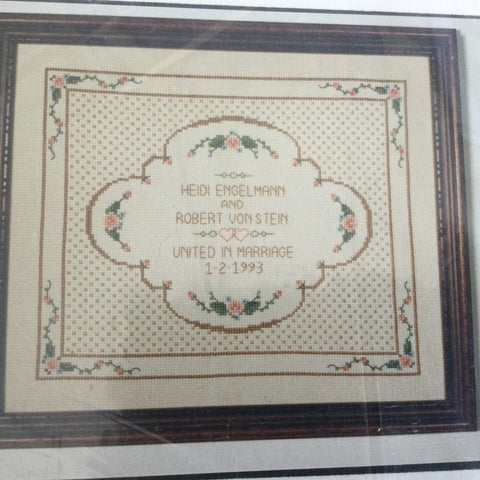 HEIDI ENGELMANN
AND
ROBERT VON STEIN
UNITED IN MARRIAGE
1-2-1993